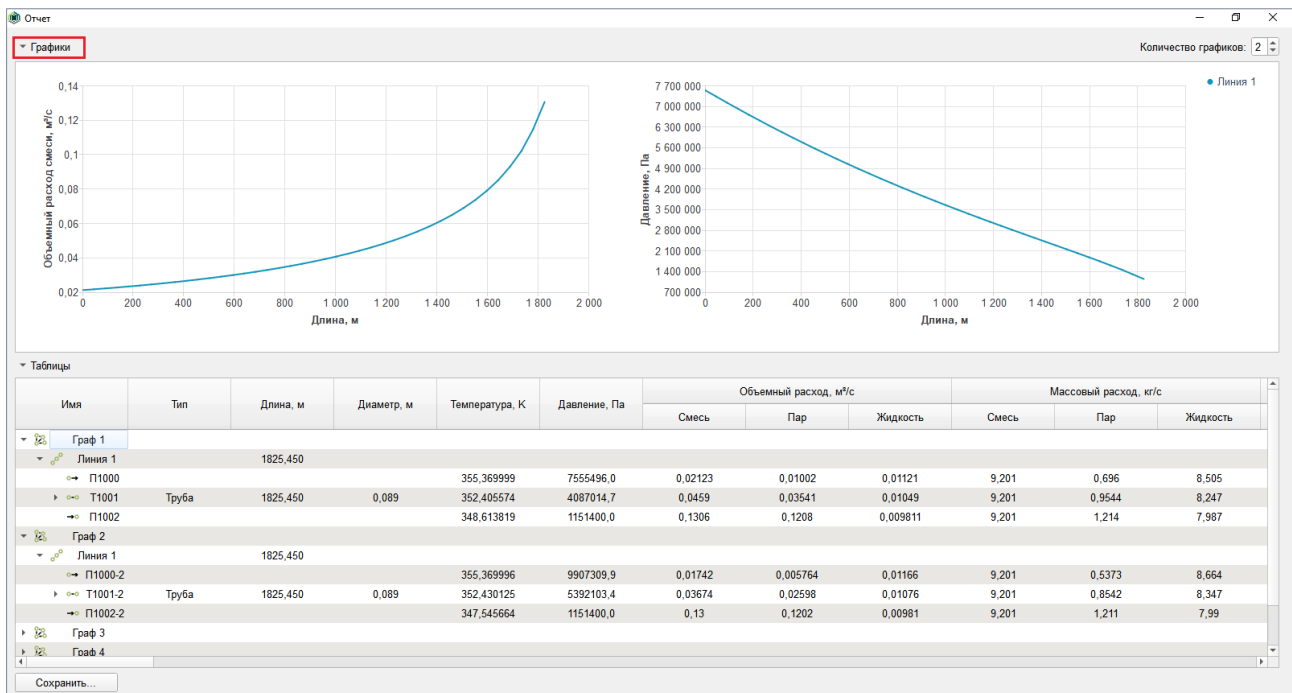 Отчет
Графики
Количество графиков: 2
0,14
0,12
0,1
0,08
0,06
0,04
0,02
Объемный расход смеси, м³/с
0 200 400 600 800 1 000 1 200 1 400 1 600 1 800 2 000
Длина, м
7 700 000
7 000 000
6 300 000
5 600 000
4 900 000
4 200 000
3 500 000
2 800 000
2 100 000
1 400 000
700 000
Давление, Па
0 200 400 600 800 1 000 1 200 1 400 1 600 1 800 2 000
Длина, м
Линия 1
Таблицы
Имя Тип Длина, м Диаметр, м Температура, К Давление, Па Объемный расход, м³/с Массовый расход, кг/с
Смесь Пар Жидкость Смесь Пар Жидкость
Граф 1
Линия 1 1825,450
П1000 355,369999 7555496,0 0,02123 0,01002 0,01121 9,201 0,696 8,505
Т1001 Труба 1825,450 0,089 352,405574 4087014,7 0,0459 0,03541 0,01049 9,201 0,9544 8,247
П1002 348,613819 1151400,0 0,1306 0,1208 0,009811 9,201 1,214 7,987
Граф 2
Линия 1 1825,450
П1000-2 355,369996 9907309,9 0,01742 0,005764 0,01166 9,201 0,5373 8,664
Т1001-2 Труба 1825,450 0,089 352,430125 5392103,4 0,03674 0,02598 0,01076 9,201 0,8542 8,347
П1002-2 347,545664 1151400,0 0,13 0,1202 0,00981 9,201 1,211 7,99
Граф 3
Граф 4
Сохранить...